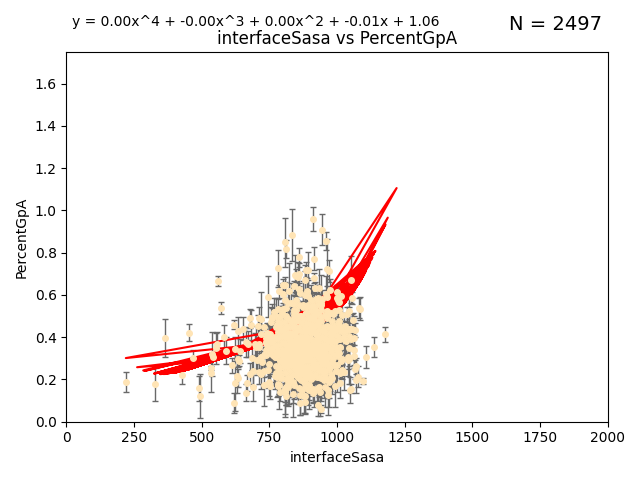 y = 0.00x^4 + -0.00x^3 + 0.00x^2 + -0.01x + 1.06
N = 2497
interfaceSasa vs PercentGpA
PercentGpA
1.6
1.4
1.2
1.0
0.8
0.6
0.4
0.2
0.0
0 250 500 750 1000 1250 1500 1750 2000
interfaceSasa